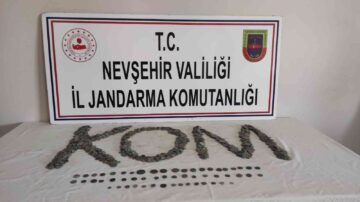 T.C.
NEVŞEHİR VALİLİĞİ
İL JANDARMA KOMUTANLIĞI
KOM